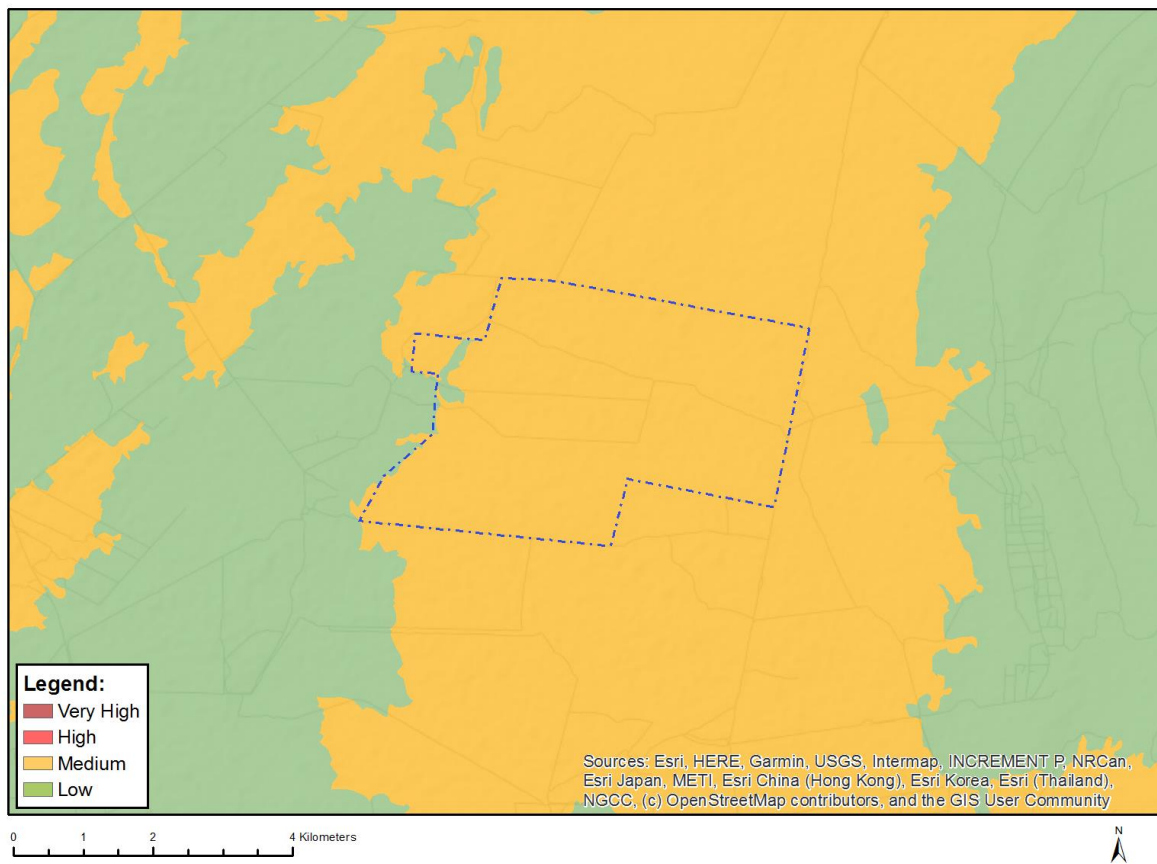 Legend:
Very High
High
Medium
Low
Sources: Esri, HERE, Garmin, USGS, Intermap, INCREMENT P, NRCan,
Esri Japan, METI, Esri China (Hong Kong), Esri Korea, Esri (Thailand),
NGCC, (c) OpenStreetMap contributors, and the GIS User Community
0 1 2 4 Kilometers
N